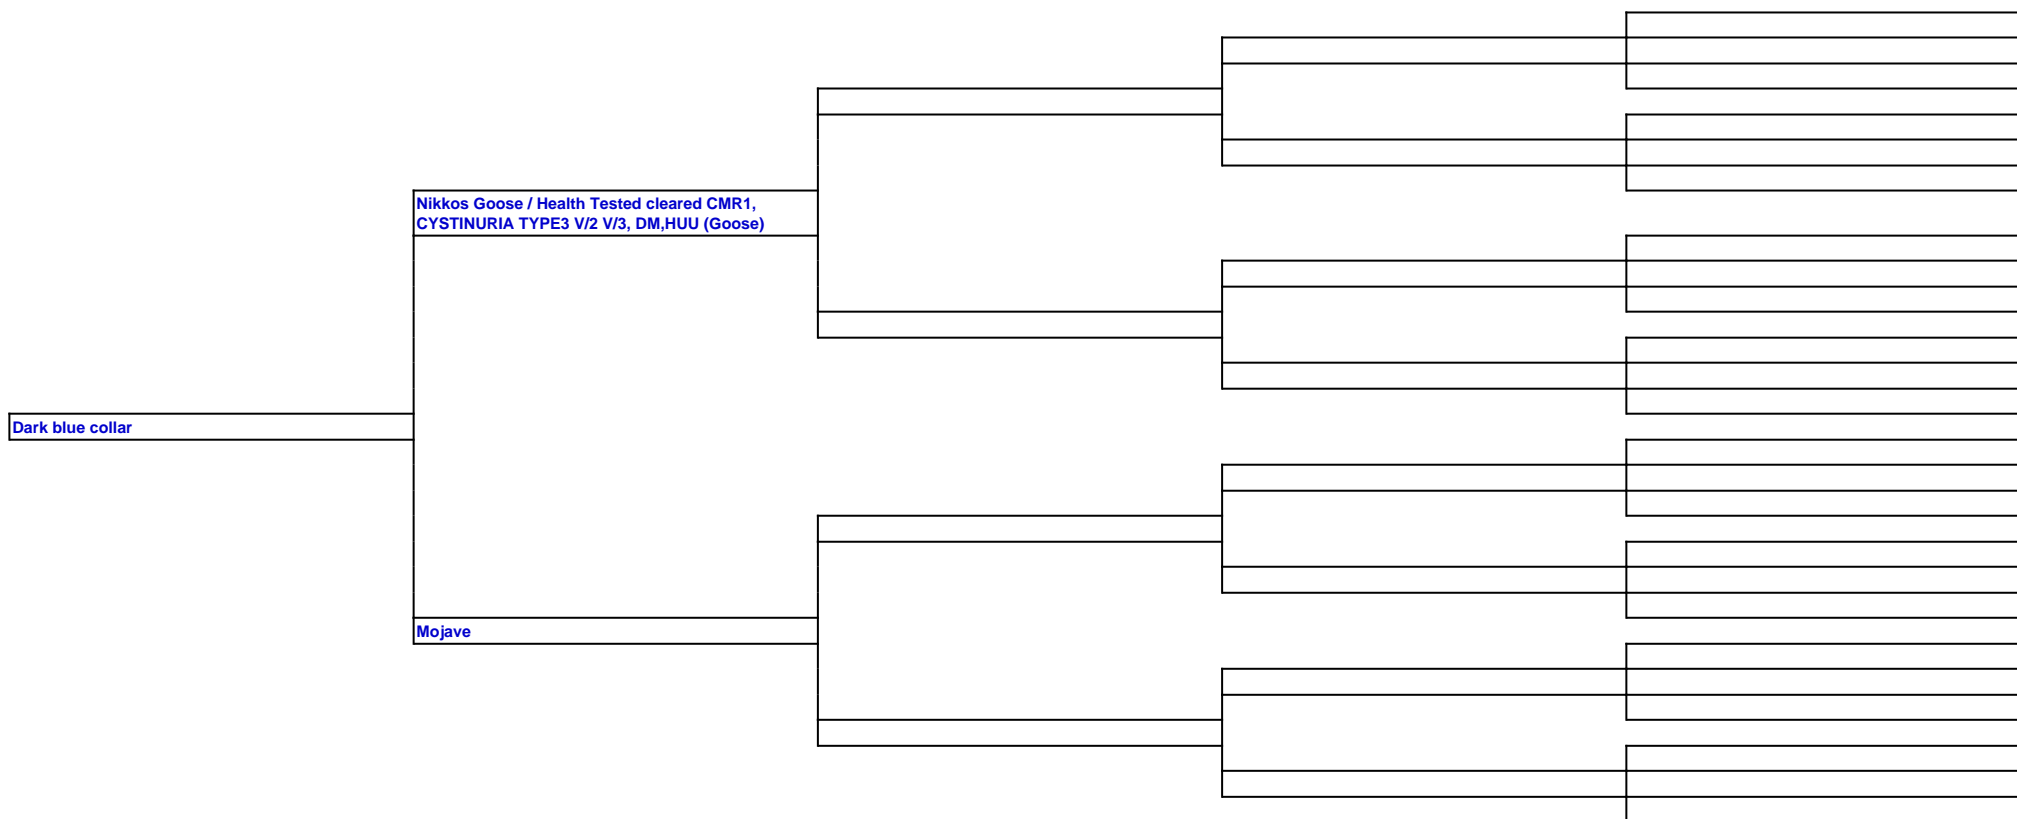 Nikkos Goose / Health Tested cleared CMR1,
CYSTINURIA TYPE3 V/2 V/3, DM,HUU (Goose)
Dark blue collar
Mojave